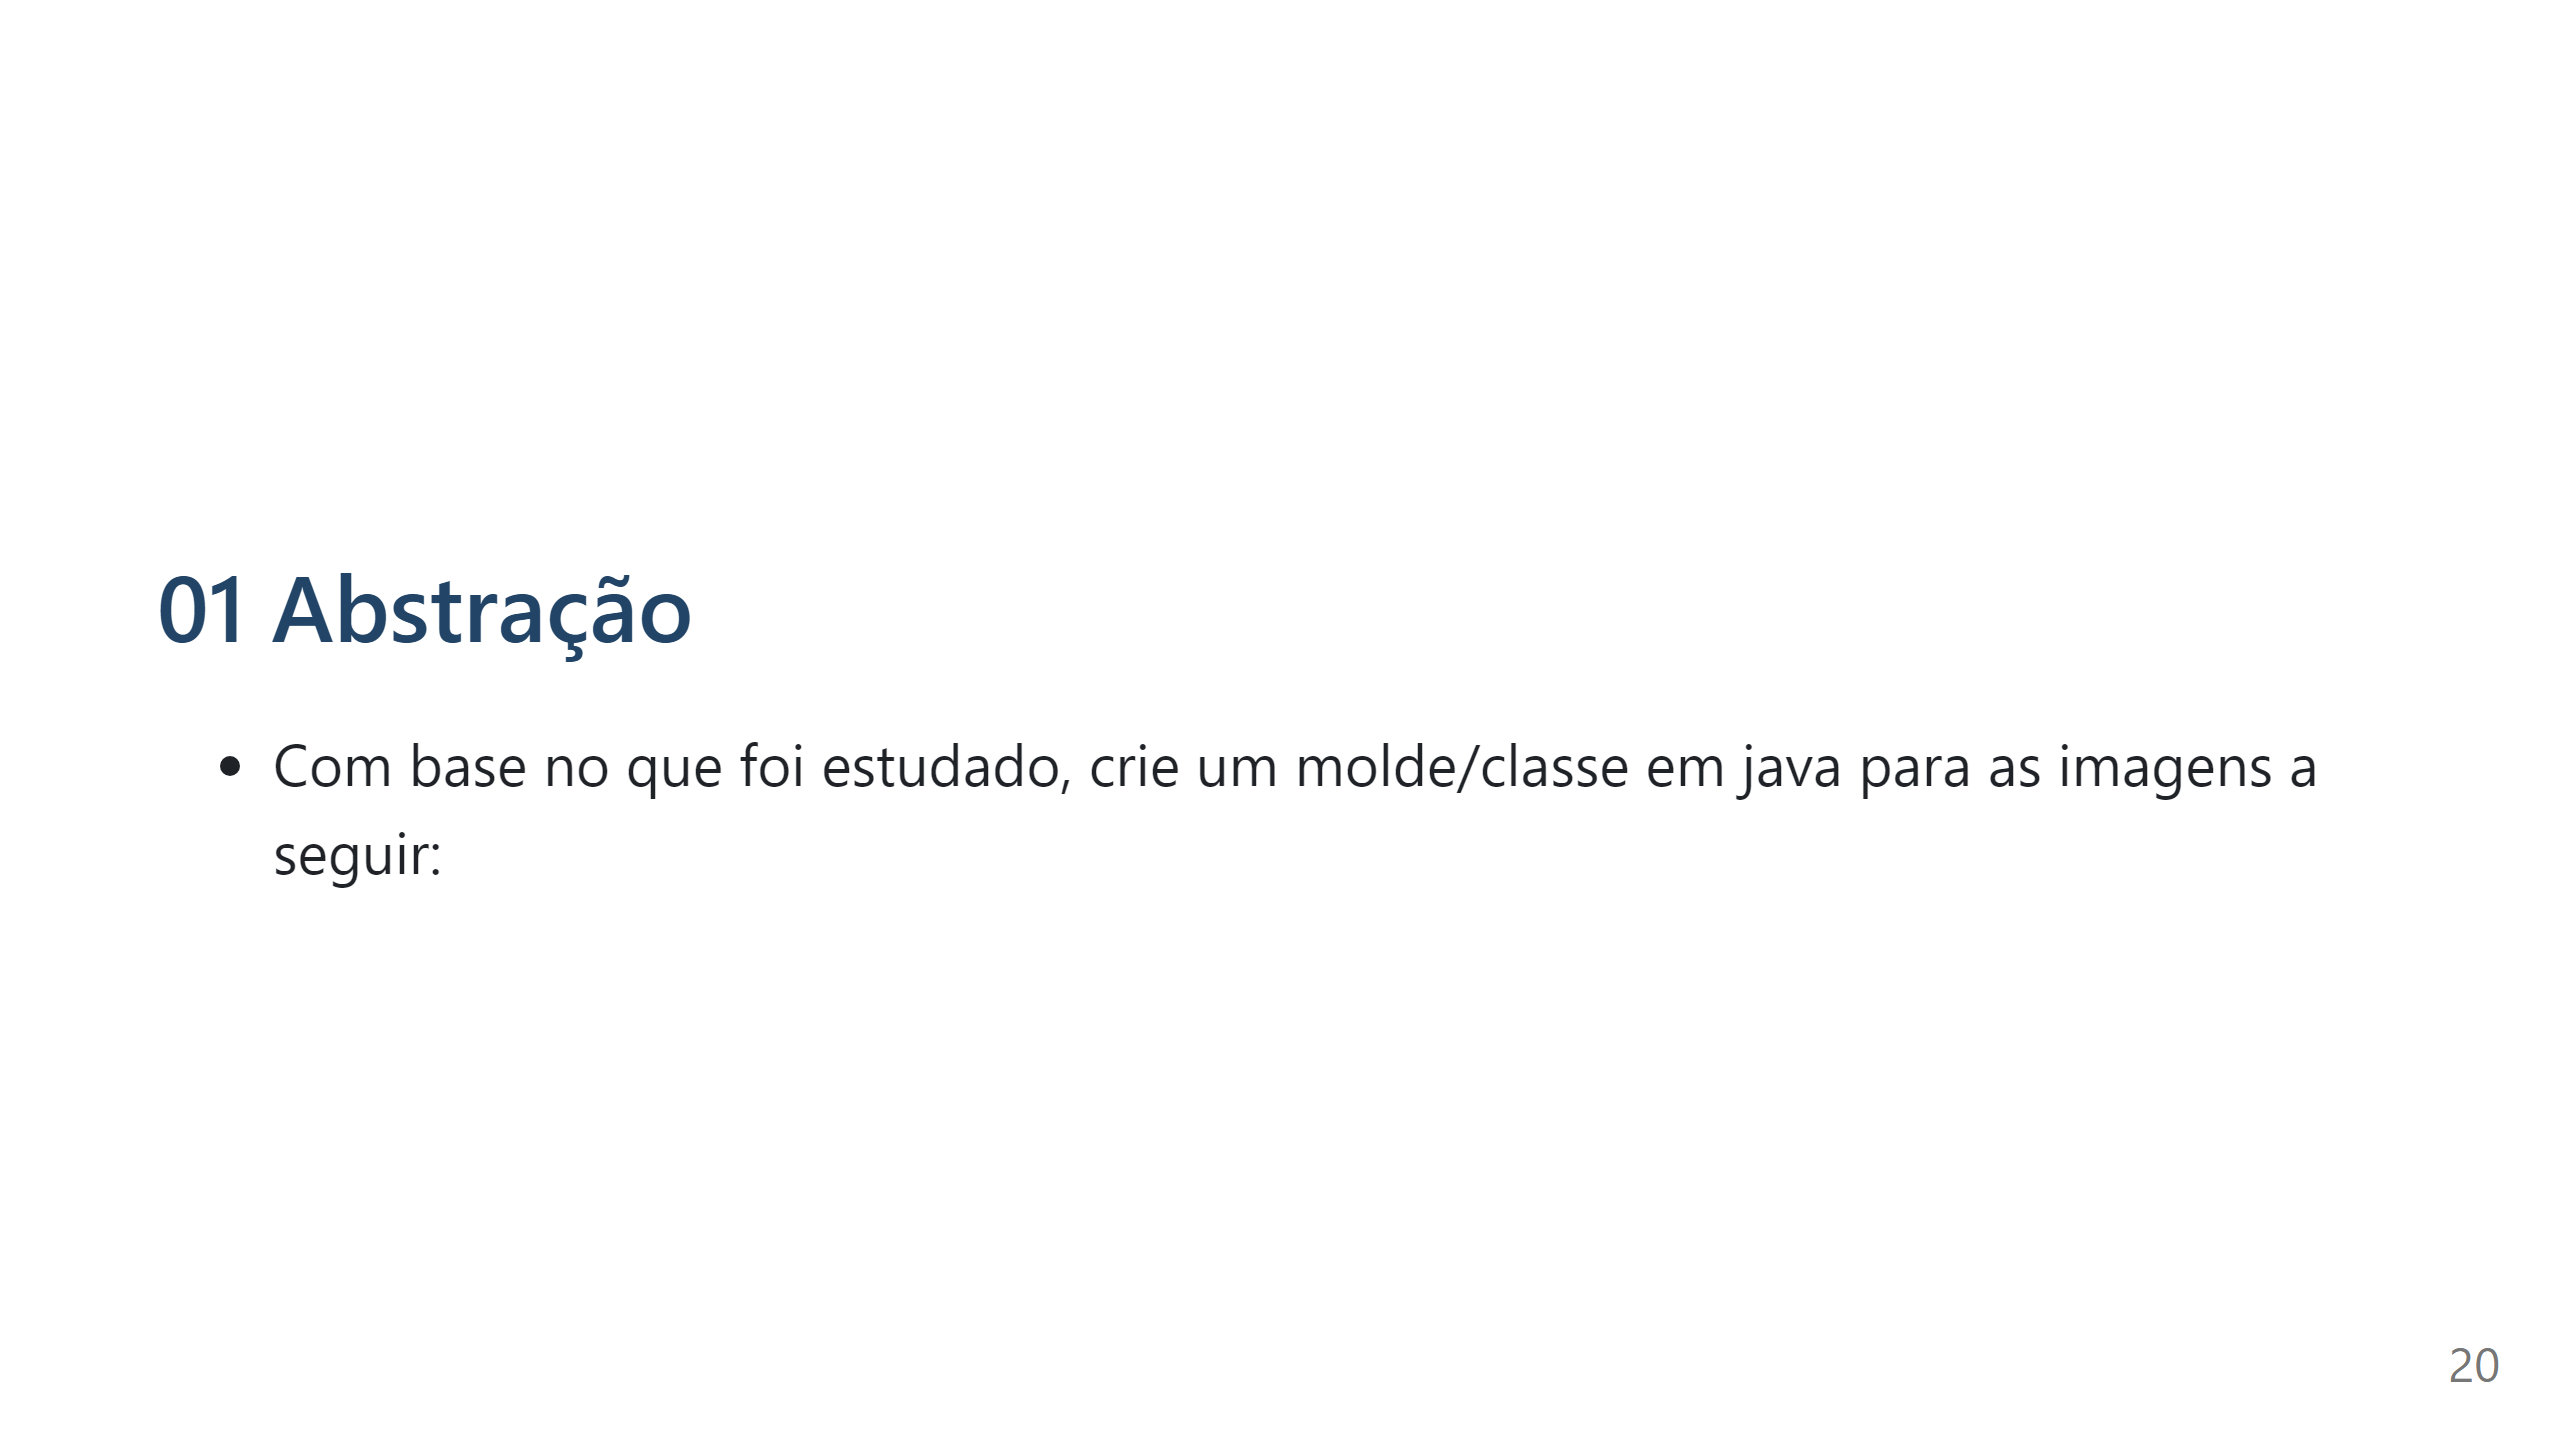 01 Abstração
• Com base no que foi estudado, crie um molde/classe em java para as imagens a
seguir:
20